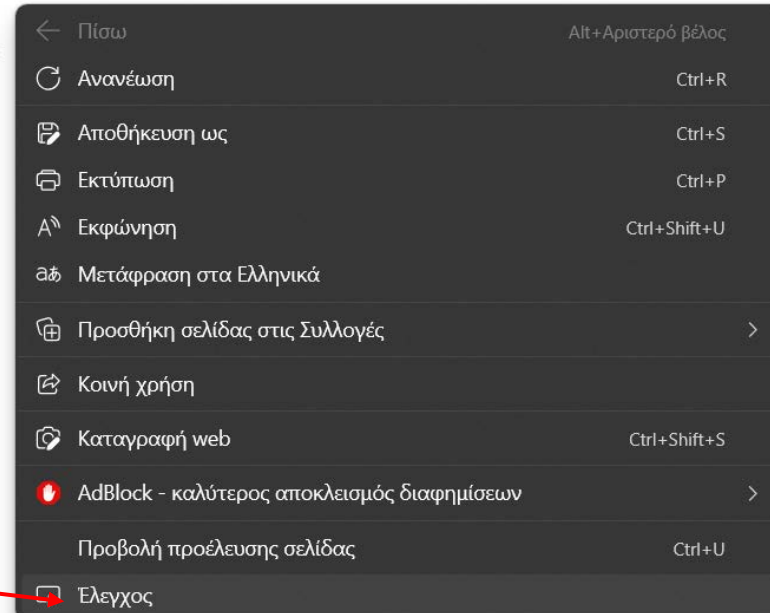 Πίσω Alt+Αριστερό βέλος
Ανανέωση Ctrl+R
Αποθήκευση ως Ctrl+S
Εκτύπωση Ctrl+P
Εκφώνηση Ctrl+Shift+U
Μετάφραση στα Ελληνικά
Προσθήκη σελίδας στις Συλλογές
Κοινή χρήση
Καταγραφή web Ctrl+Shift+S
AdBlock - καλύτερος αποκλεισμός διαφημίσεων
Προβολή προέλευσης σελίδας Ctrl+U
Έλεγχος